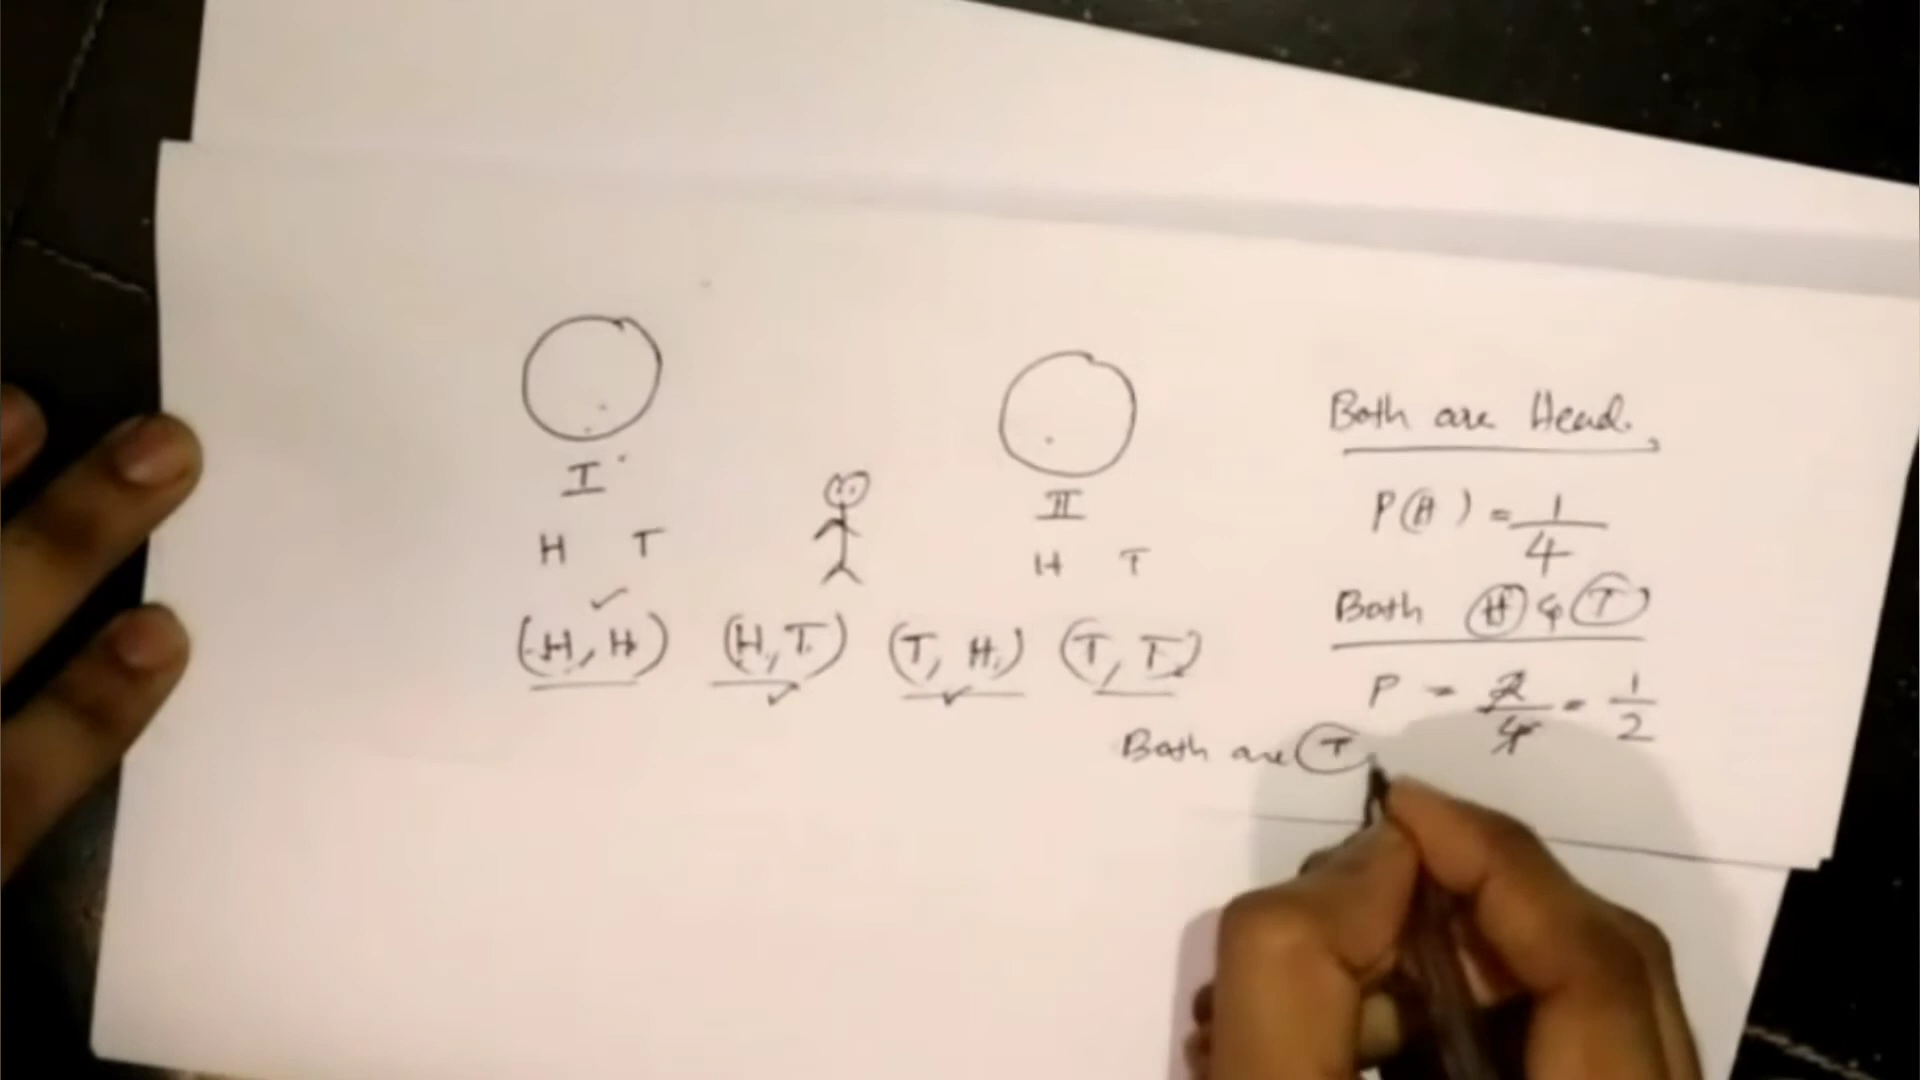 I
H T
II
H T
(H, H) (H, T) (T, H) (T, T)
Both are Head.
P(H) = 1/4
Both H & T
P = 2/4 = 1/2
Both are T